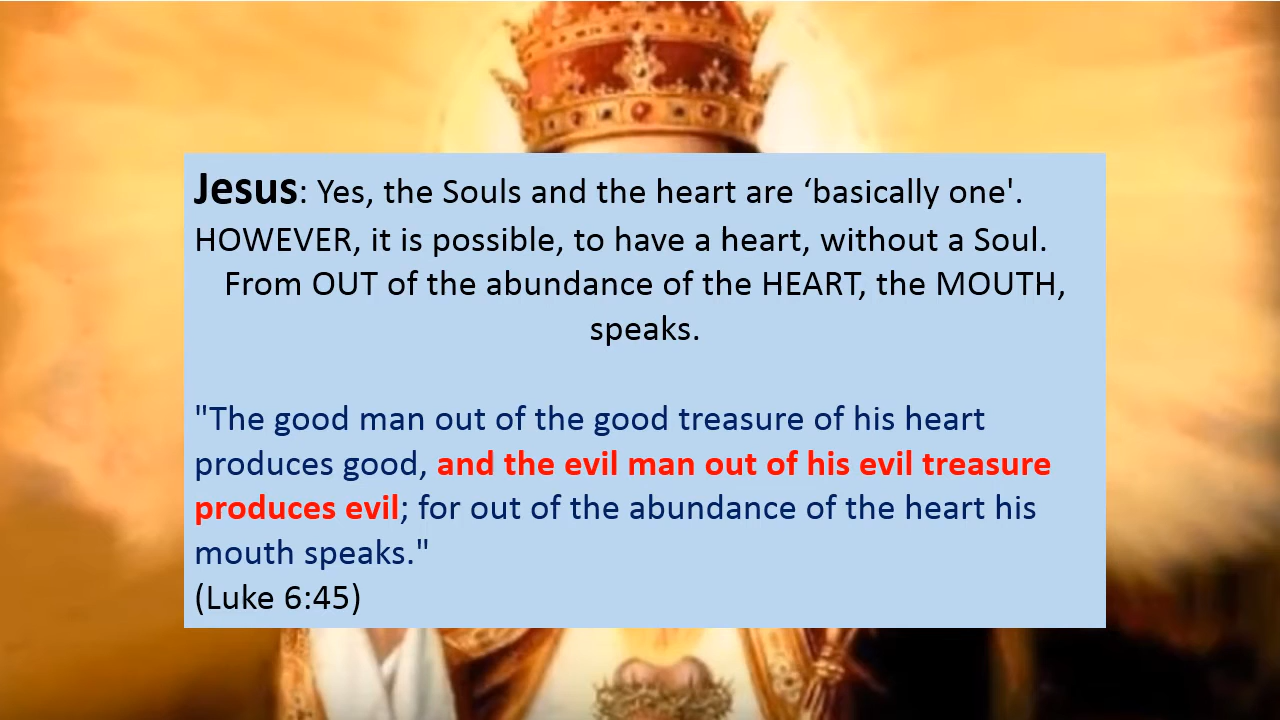 Jesus: Yes, the Souls and the heart are ‘basically one'.
HOWEVER, it is possible, to have a heart, without a Soul.
From OUT of the abundance of the HEART, the MOUTH,
speaks.
"The good man out of the good treasure of his heart
produces good, and the evil man out of his evil treasure
produces evil; for out of the abundance of the heart his
mouth speaks."
(Luke 6:45)